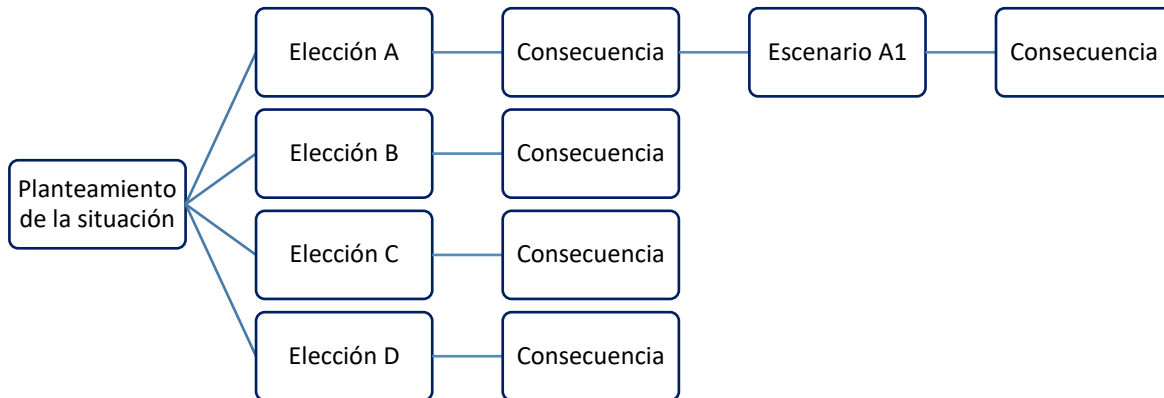 Elección A
Consecuencia
Escenario A1
Consecuencia
Elección B
Consecuencia
Planteamiento
de la situación
Elección C
Consecuencia
Elección D
Consecuencia